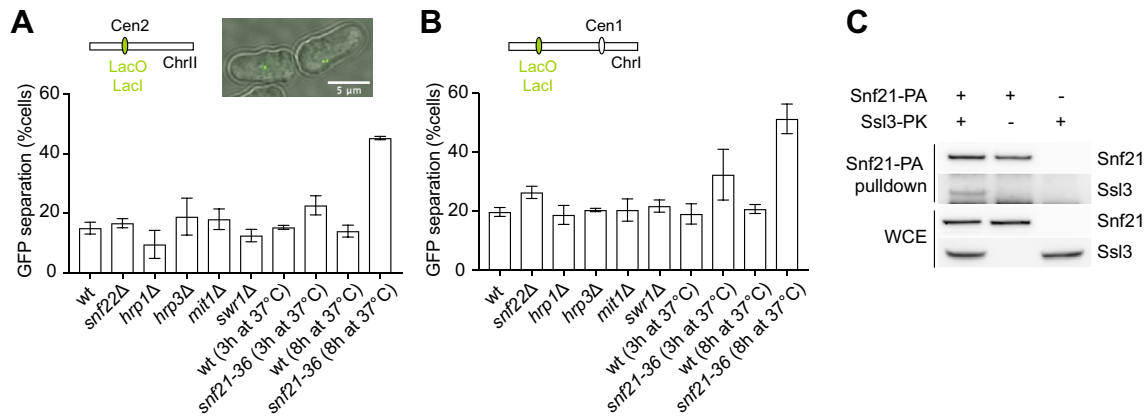 A
Cen2
ChrII
LacO
LacI
5 µm
GFP separation (%cells)
60
40
20
0
wt
snf22Δ
hrp1Δ
hrp3Δ
mit1Δ
swr1Δ
wt (3h at 37°C)
snf21-36 (3h at 37°C)
wt (8h at 37°C)
snf21-36 (8h at 37°C)
B
Cen1
ChrI
LacO
LacI
GFP separation (%cells)
60
40
20
0
wt
snf22Δ
hrp1Δ
hrp3Δ
mit1Δ
swr1Δ
wt (3h at 37°C)
snf21-36 (3h at 37°C)
wt (8h at 37°C)
snf21-36 (8h at 37°C)
C
Snf21-PA + + -
Ssl3-PK + - +
Snf21-PA
pulldown
Snf21
Ssl3
WCE
Snf21
Ssl3